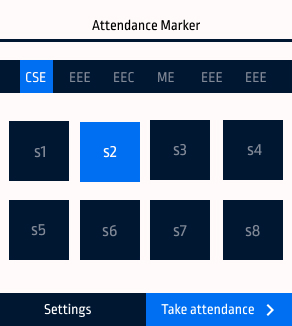 Attendance Marker
CSE EEE EEC ME EEE EEE
s1 s2 s3 s4
s5 s6 s7 s8
Settings Take attendance